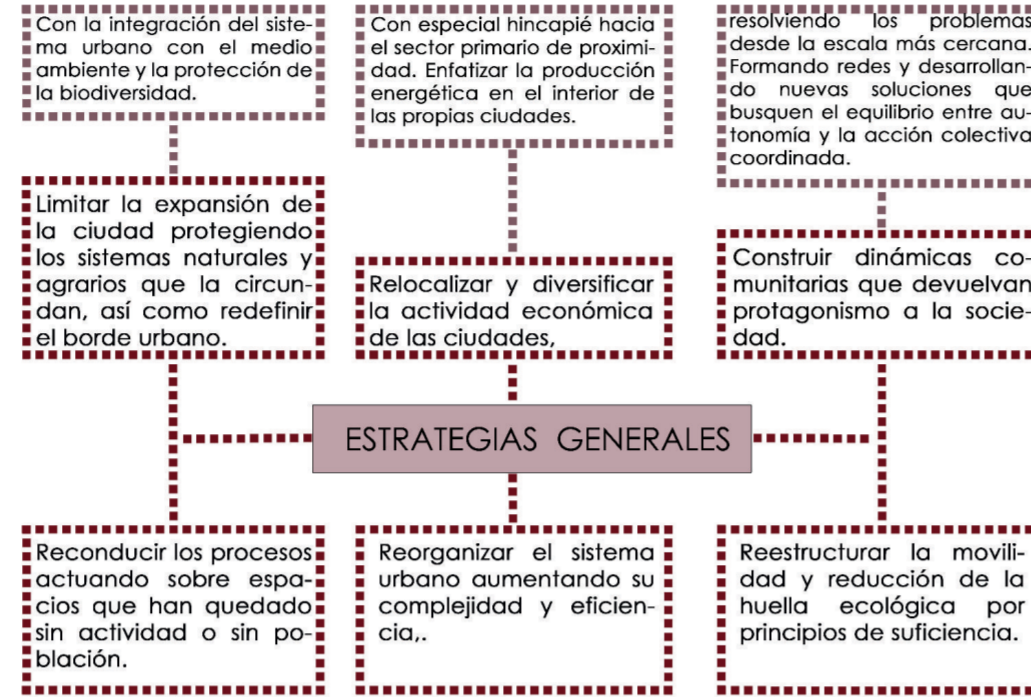 Con la integración del siste-
ma urbano con el medio
ambiente y la protección de
la biodiversidad.
Con especial hincapié hacia
el sector primario de proximi-
dad. Enfatizar la producción
energética en el interior de
las propias ciudades.
resolviendo los problemas
desde la escala más cercana.
Formando redes y desarrollan-
do nuevas soluciones que
busquen el equilibrio entre au-
tonomía y la acción colectiva
coordinada.
Limitar la expansión de
la ciudad protegiendo
los sistemas naturales y
agrarios que la circun-
dan, así como redefinir
el borde urbano.
Relocalizar y diversificar
la actividad económica
de las ciudades,
Construir dinámicas co-
munitarias que devuelvan
protagonismo a la socie-
dad.
ESTRATEGIAS GENERALES
Reconducir los procesos
actuando sobre espa-
cios que han quedado
sin actividad o sin po-
blación.
Reorganizar el sistema
urbano aumentando su
complejidad y eficien-
cia,.
Reestructurar la movili-
dad y reducción de la
huella ecológica por
principios de suficiencia.